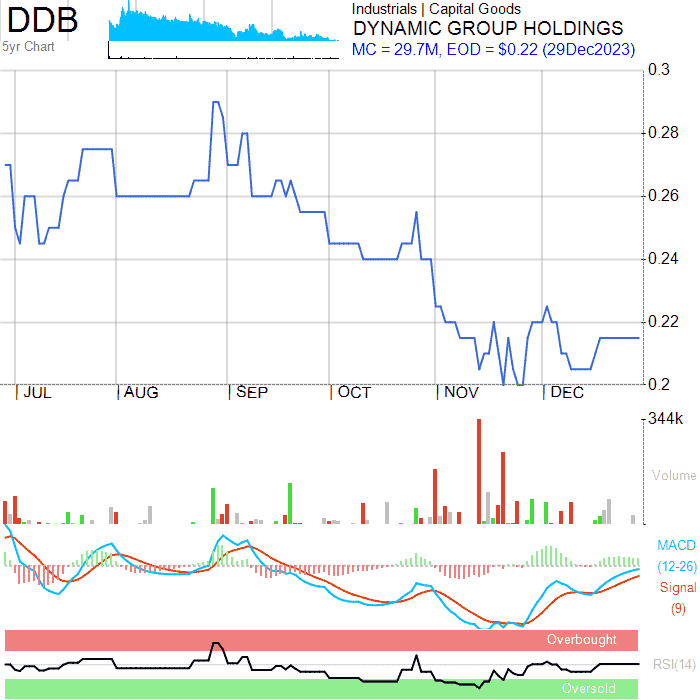 DDB
5yr Chart
Industrials | Capital Goods
DYNAMIC GROUP HOLDINGS
MC = 29.7M, EOD = $0.22 (29Dec2023)
0.3
0.28
0.26
0.24
0.22
0.2
JUL AUG SEP OCT NOV DEC
344k
Volume
MACD
(12-26)
Signal
(9)
Overbought
RSI(14)
Oversold